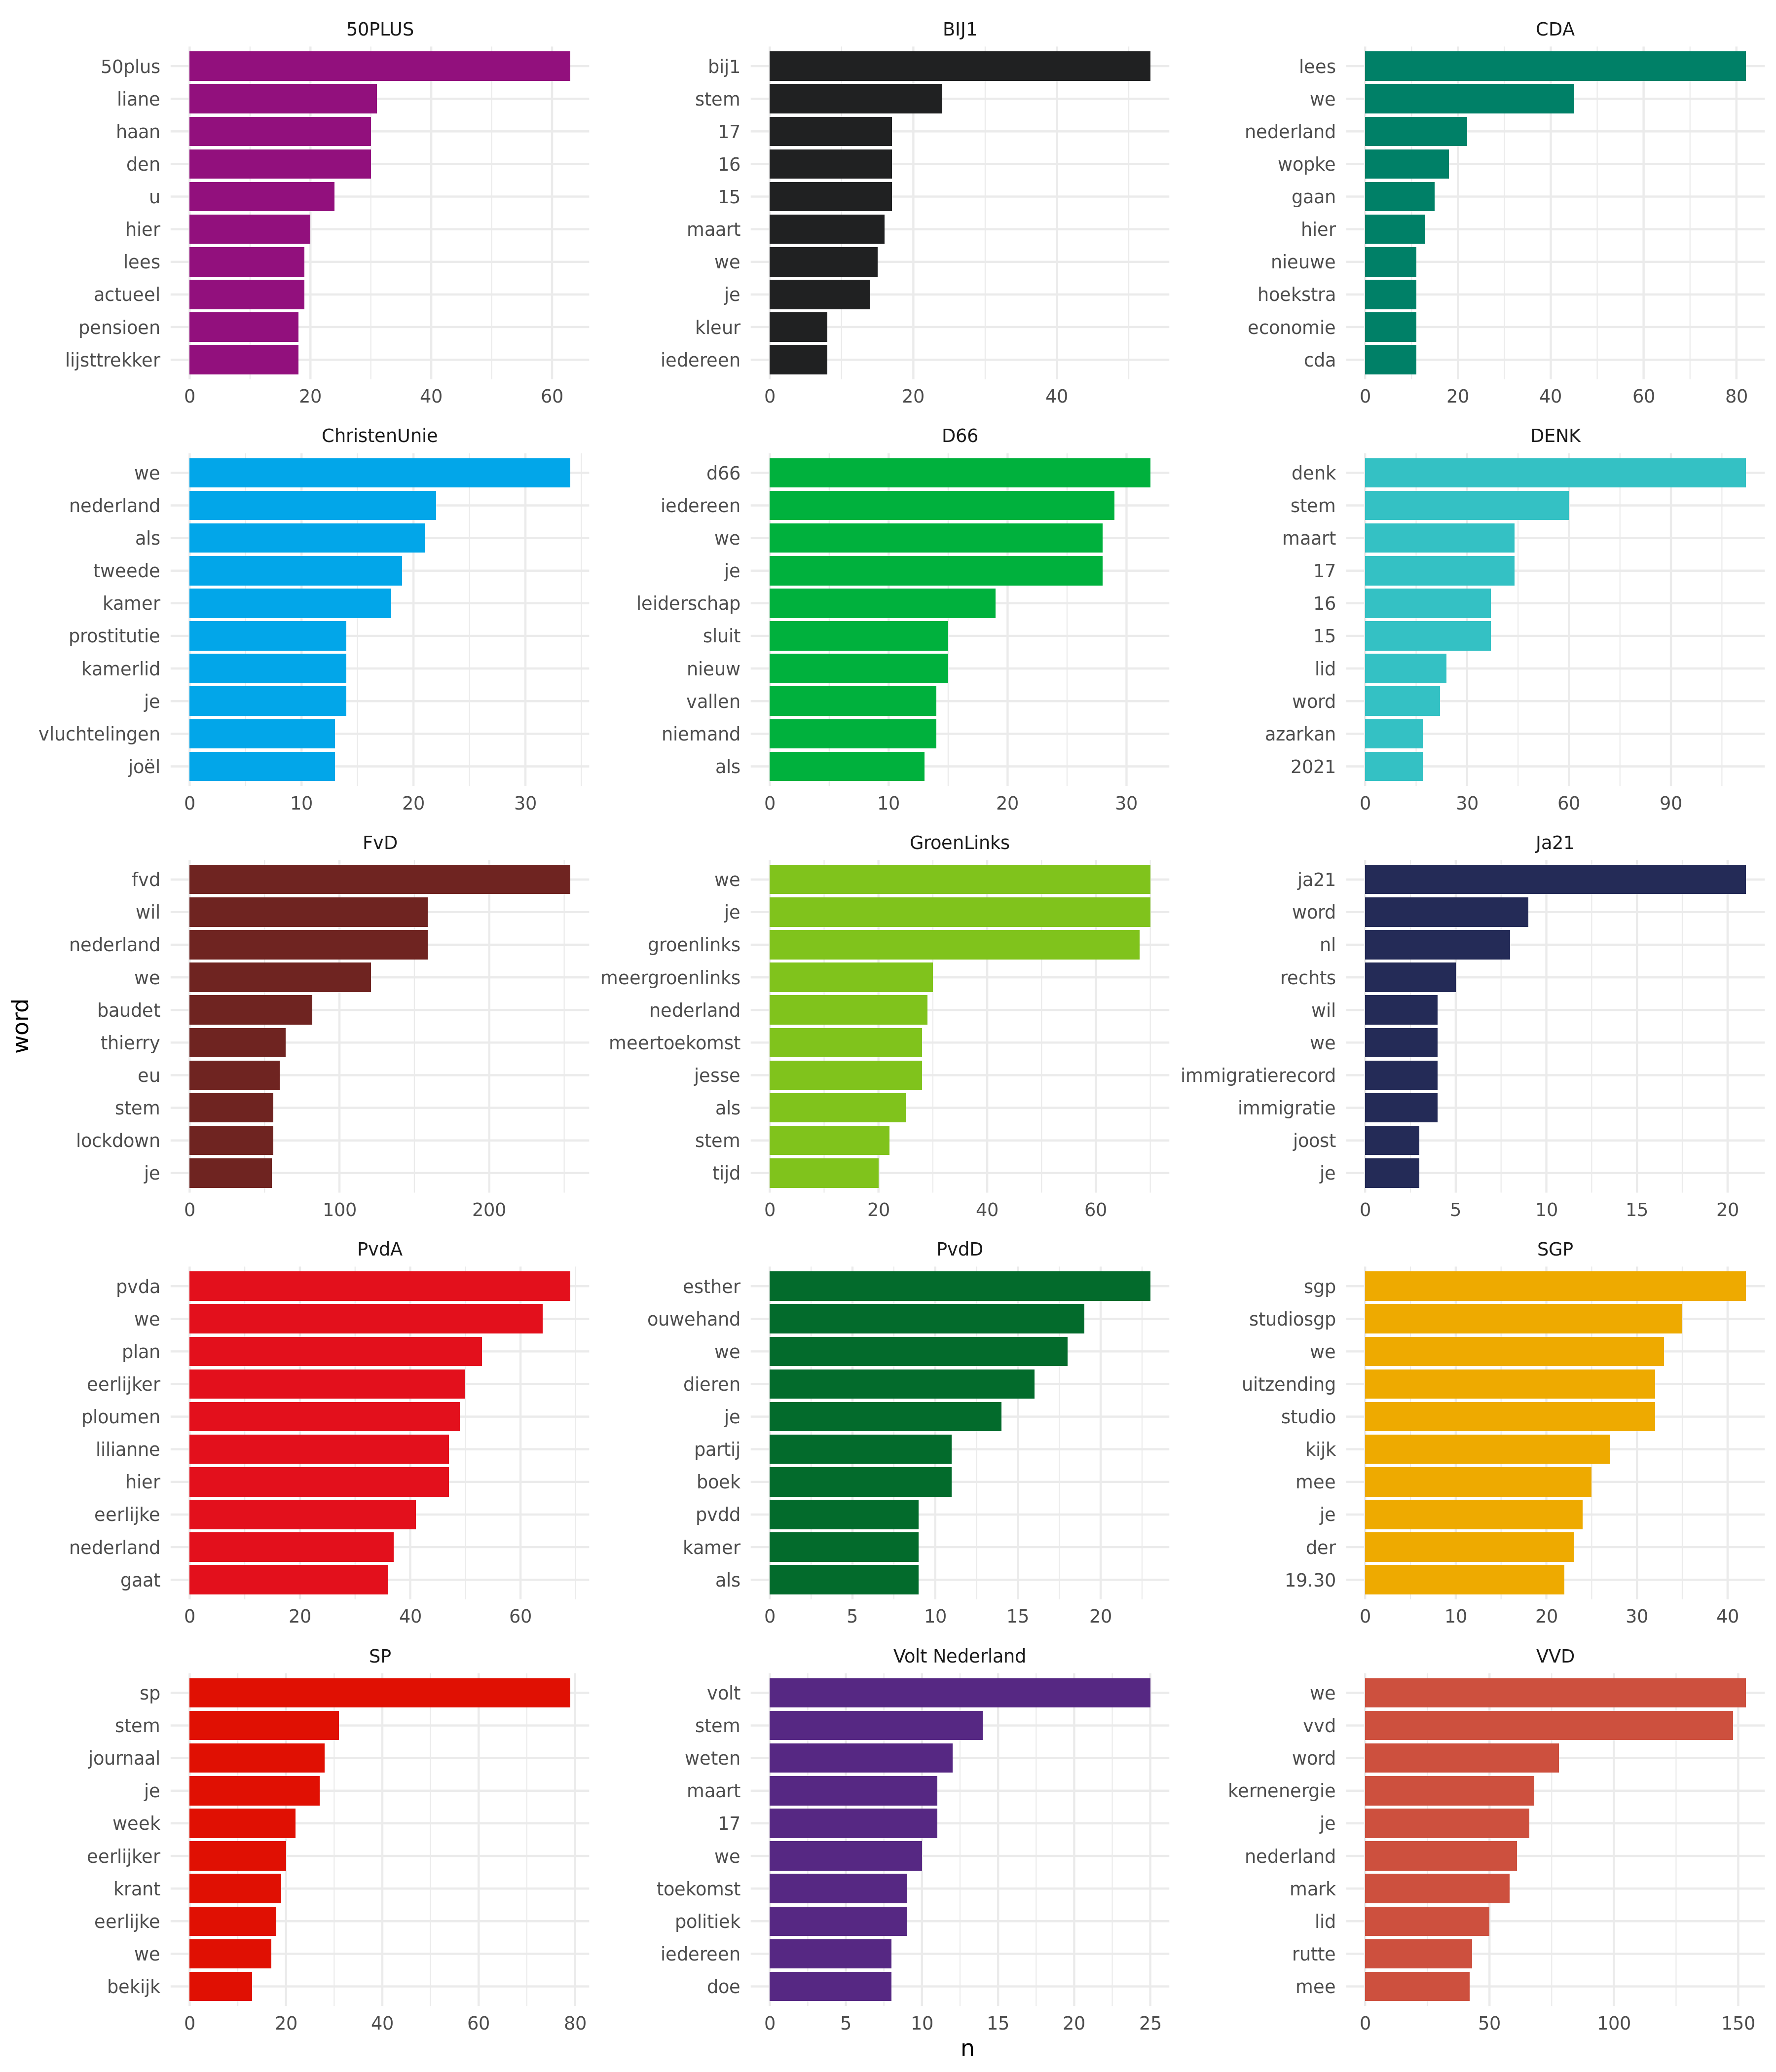 50PLUS
50plus
liane
haan
den
u
hier
lees
actueel
pensioen
lijsttrekker
0 20 40 60
BIJ1
bij1
stem
17
16
15
maart
we
je
kleur
iedereen
0 20 40
CDA
lees
we
nederland
wopke
gaan
hier
nieuwe
hoekstra
economie
cda
0 20 40 60 80
ChristenUnie
we
nederland
als
tweede
kamer
prostitutie
kamerlid
je
vluchtelingen
joël
0 10 20 30
D66
d66
iedereen
we
je
leiderschap
sluit
nieuw
vallen
niemand
als
0 10 20 30
DENK
denk
stem
maart
17
16
15
lid
word
azarkan
2021
0 30 60 90
FvD
fvd
wil
nederland
we
baudet
thierry
eu
stem
lockdown
je
0 100 200
GroenLinks
we
je
groenlinks
meergroenlinks
nederland
meertoekomst
jesse
als
stem
tijd
0 20 40 60
Ja21
ja21
word
nl
rechts
wil
we
immigratierecord
immigratie
joost
je
0 5 10 15 20
PvdA
pvda
we
plan
eerlijker
ploumen
lilianne
hier
eerlijke
nederland
gaat
0 20 40 60
PvdD
esther
ouwehand
we
dieren
je
partij
boek
pvdd
kamer
als
0 5 10 15 20
SGP
sgp
studiosgp
we
uitzending
studio
kijk
mee
je
der
19.30
0 10 20 30 40
SP
sp
stem
journaal
je
week
eerlijker
krant
eerlijke
we
bekijk
0 20 40 60 80
Volt Nederland
volt
stem
weten
maart
17
we
toekomst
politiek
iedereen
doe
0 5 10 15 20 25
VVD
we
vvd
word
kernenergie
je
nederland
mark
lid
rutte
mee
0 50 100 150
word
n